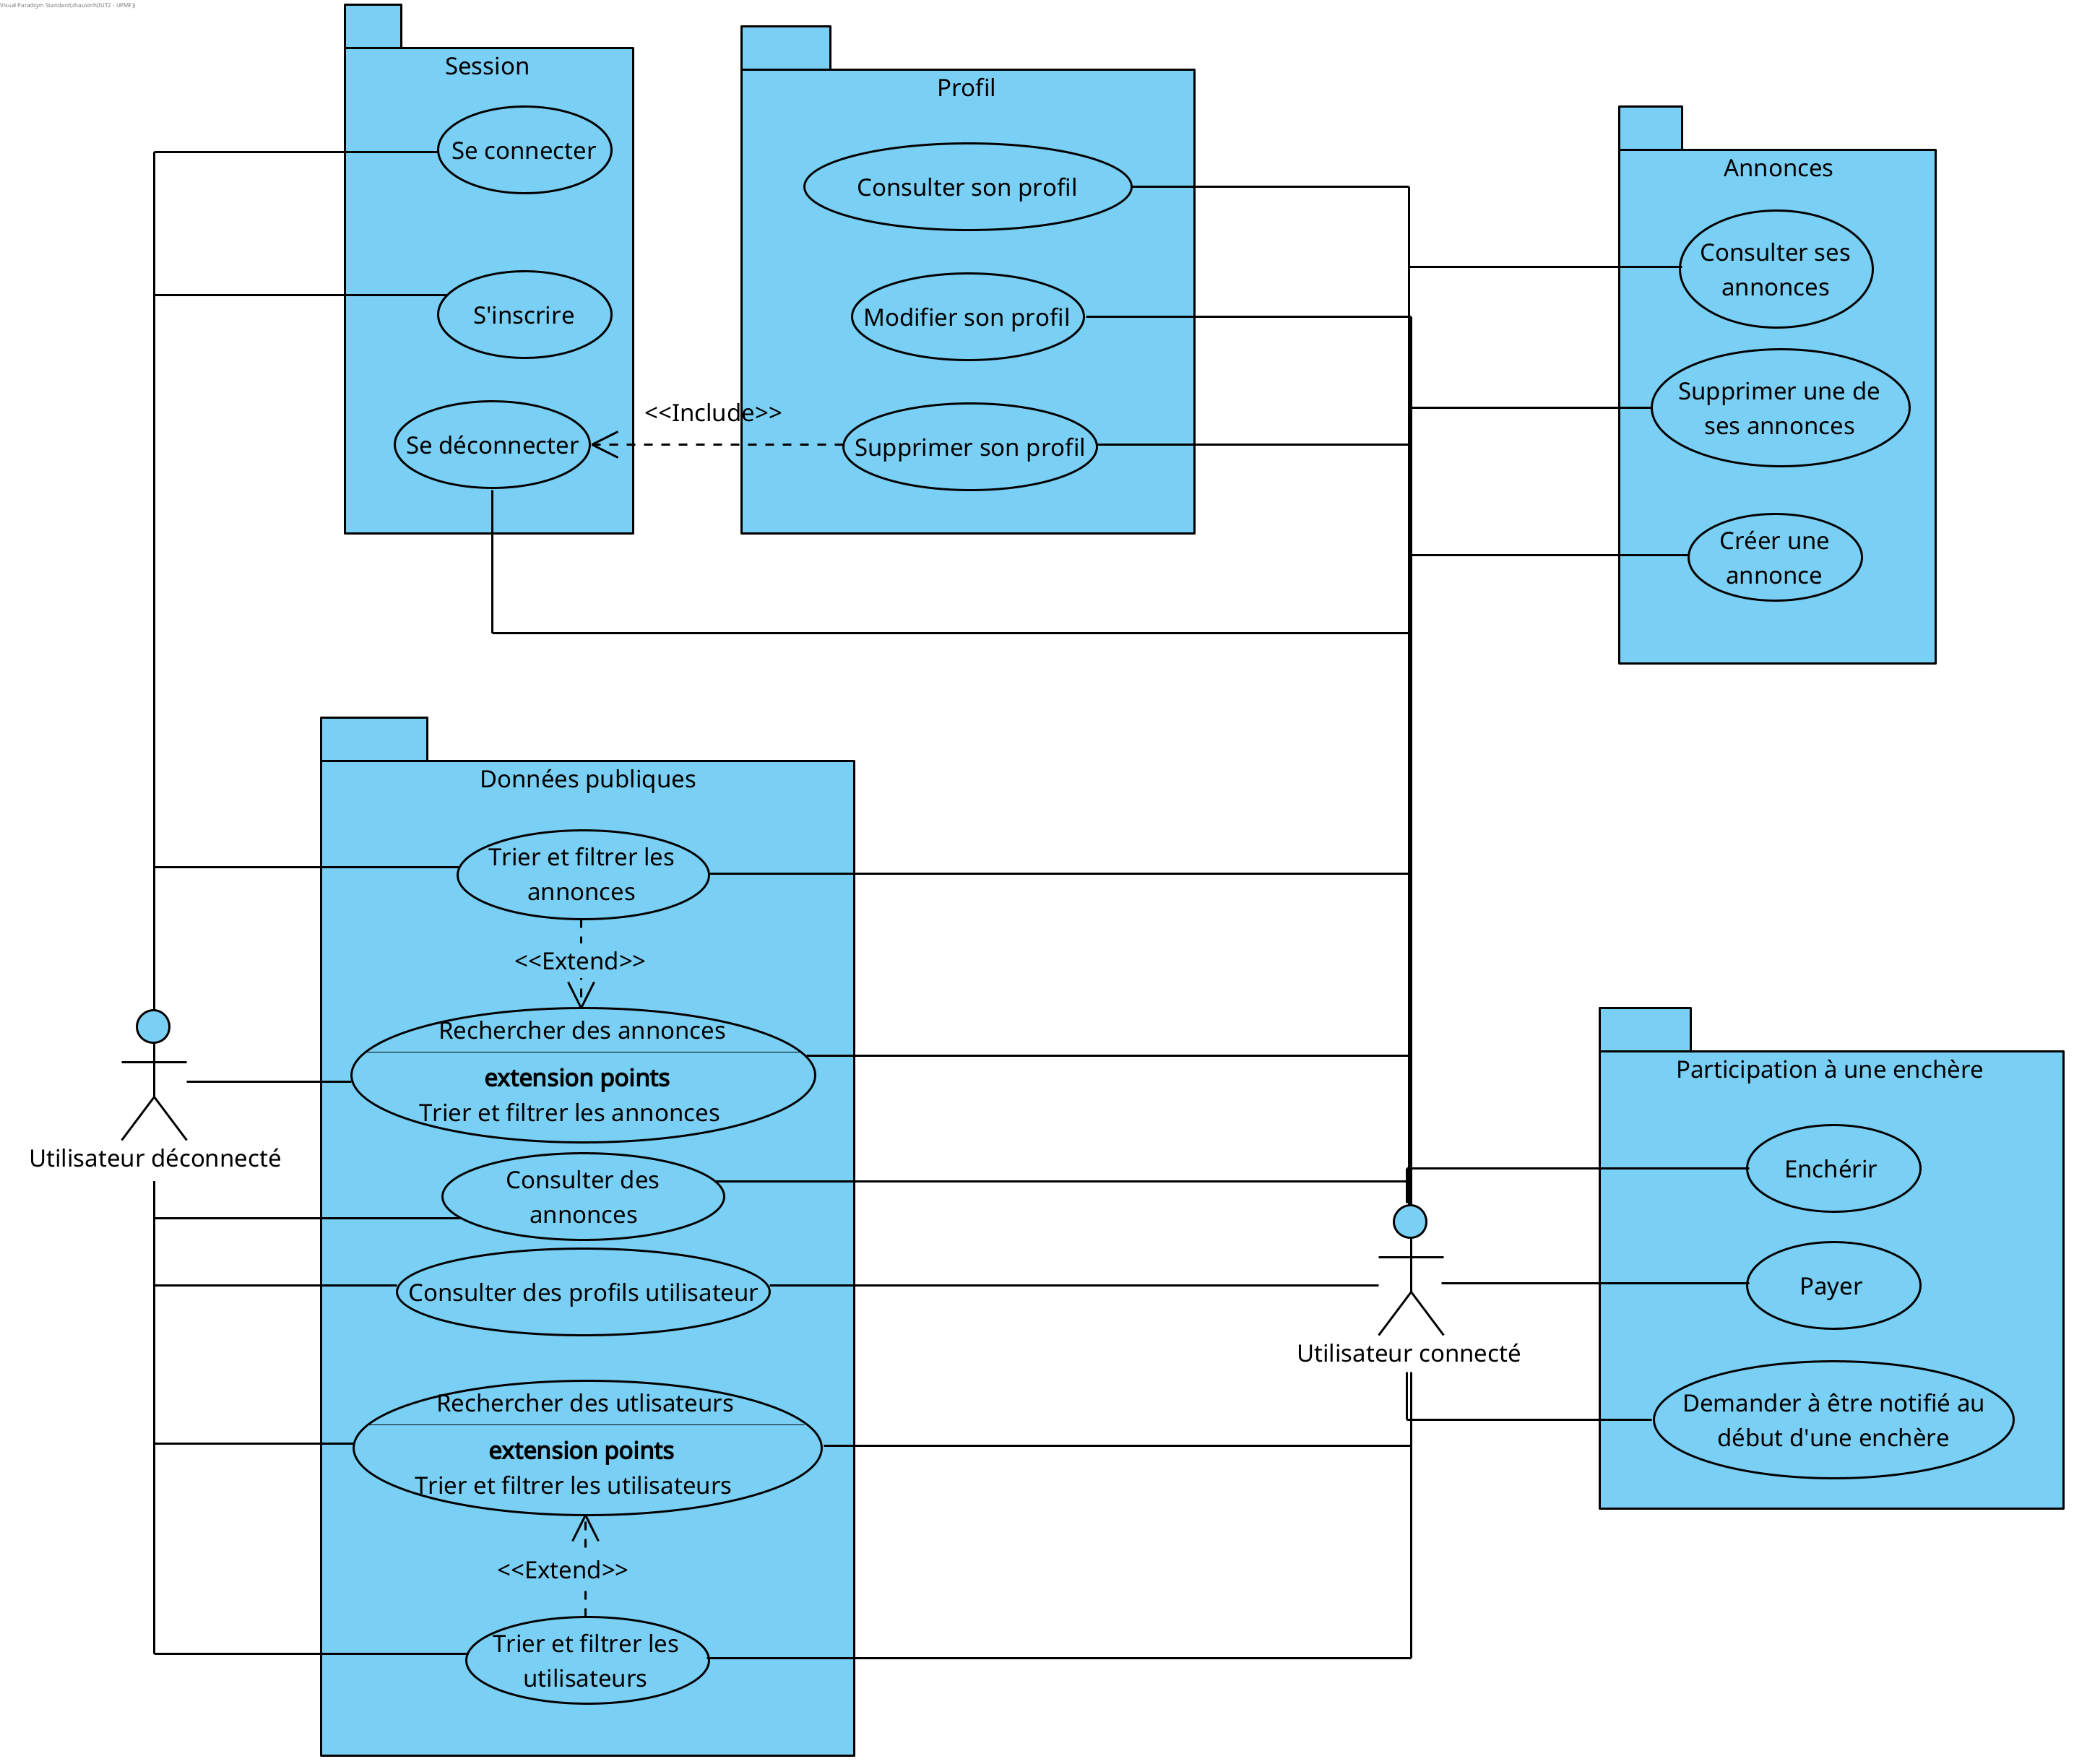 Visual Paradigm Standard(chauvinh(IUT2 - UPMF))
Session
Se connecter
S'inscrire
Se déconnecter
<<Include>>
Profil
Consulter son profil
Modifier son profil
Supprimer son profil
Annonces
Consulter ses
annonces
Supprimer une de
ses annonces
Créer une
annonce
Données publiques
Trier et filtrer les
annonces
<<Extend>>
Rechercher des annonces
extension points
Trier et filtrer les annonces
Consulter des
annonces
Consulter des profils utilisateur
Rechercher des utlisateurs
extension points
Trier et filtrer les utilisateurs
<<Extend>>
Trier et filtrer les
utilisateurs
Utilisateur déconnecté
Utilisateur connecté
Participation à une enchère
Enchérir
Payer
Demander à être notifié au
début d'une enchère